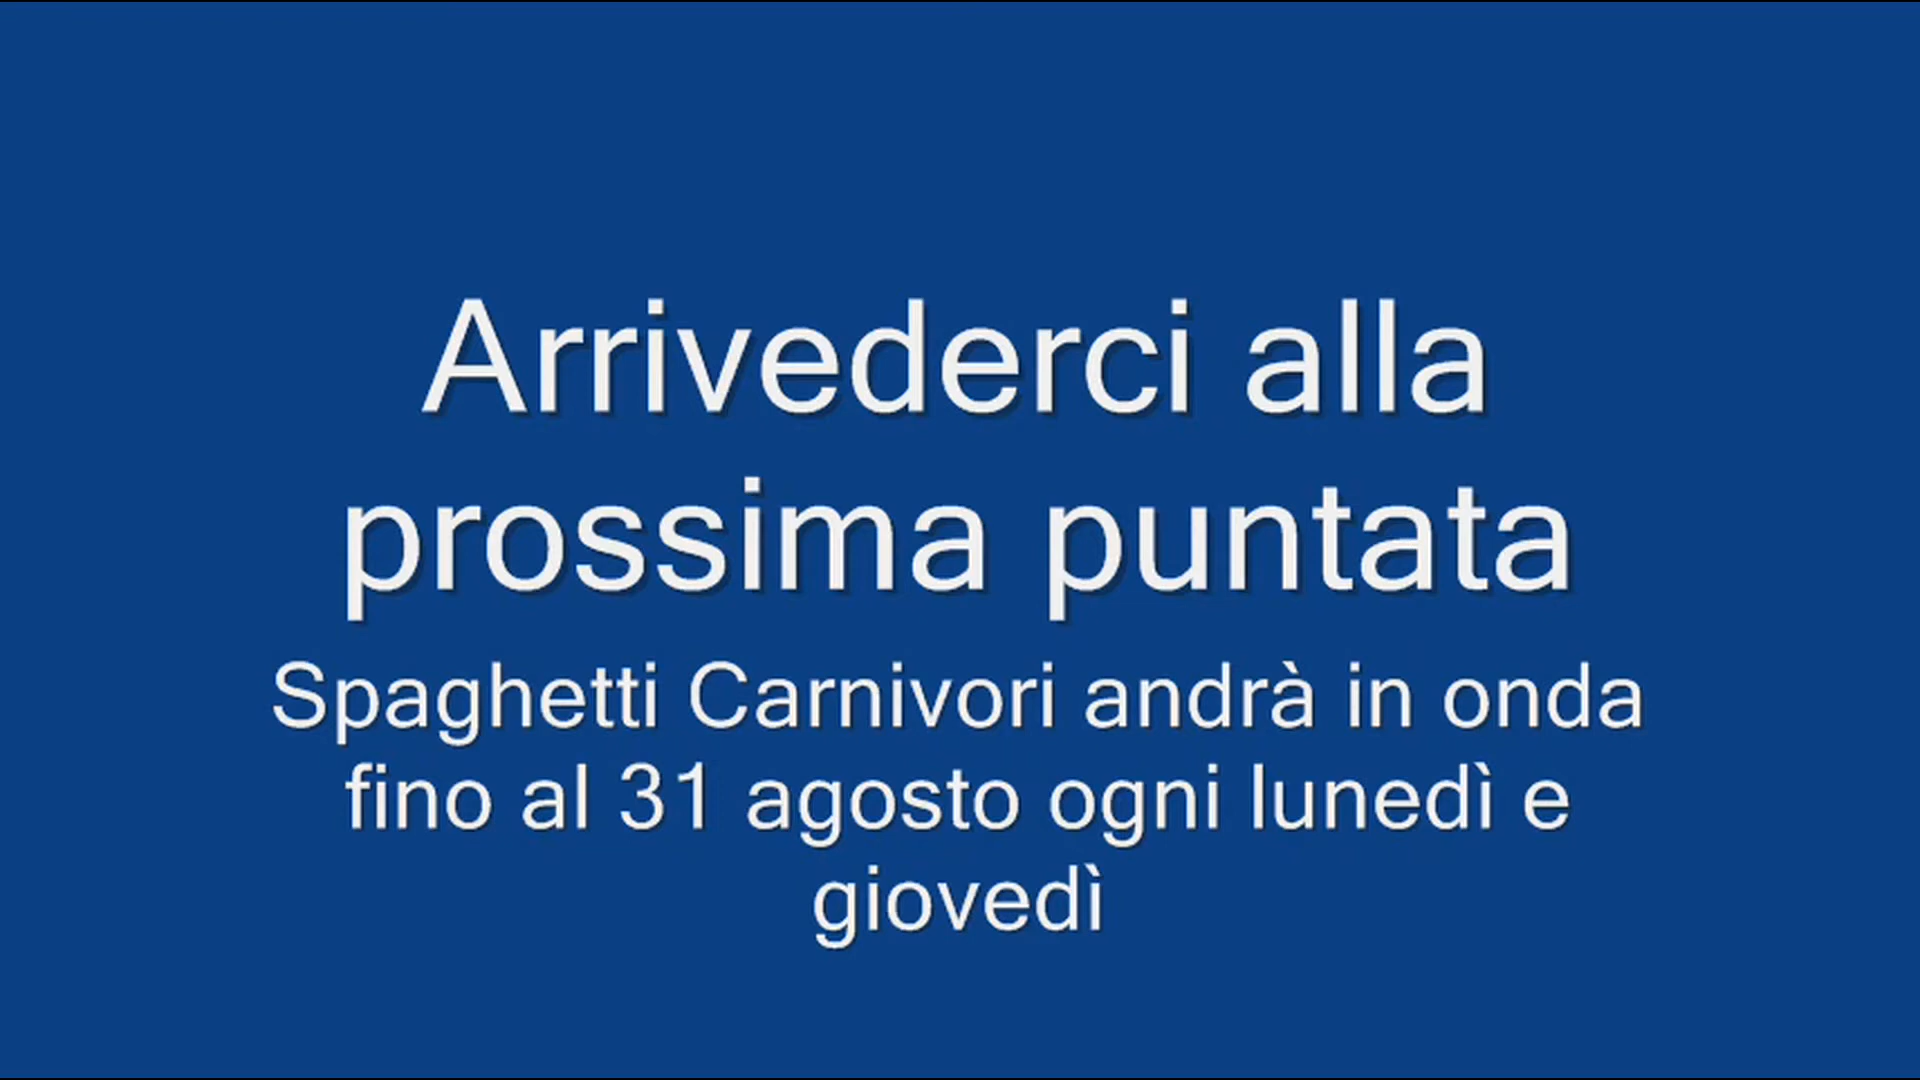 Arrivederci alla
prossima puntata
Spaghetti Carnivori andrà in onda
fino al 31 agosto ogni lunedì e
giovedì